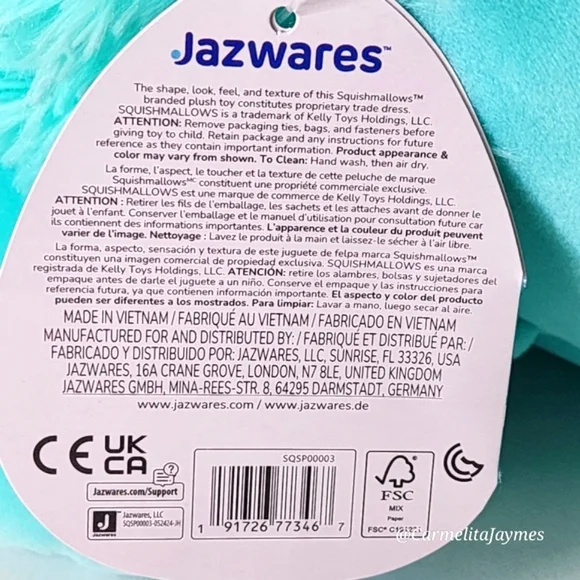 Jazwares™
The shape, look, feel, and texture of this Squishmallows™
branded plush toy constitutes proprietary trade dress.
SQUISHMALLOWS is a trademark of Kelly Toys Holdings, LLC.
ATTENTION: Remove packaging ties, bags, and fasteners before
giving toy to child. Retain package and any instructions for future
reference as they contain important information. Product appearance &
color may vary from shown. To Clean: Hand wash, then air dry.
La forme, l'aspect, le toucher et la texture de cette peluche de marque
Squishmallows ᴹᶜ constituent une propriété commerciale exclusive.
SQUISHMALLOWS est une marque de commerce de Kelly Toys Holdings, LLC.
ATTENTION : Retirer les fils de l'emballage, les sachets et les attaches avant de donner le
jouet à l'enfant. Conserver l'emballage et le manuel d'utilisation pour consultation future car
ils contiennent des informations importantes. L'apparence et la couleur du produit peuvent
varier de l'image. Nettoyage : Lavez le produit à la main et laissez-le sécher à l'air libre.
La forma, aspecto, sensación y textura de este juguete de felpa marca Squishmallows™
constituyen una imagen comercial de propiedad exclusiva. SQUISHMALLOWS es una marca
registrada de Kelly Toys Holdings, LLC. ATENCIÓN: retire los alambres, bolsas y sujetadores del
empaque antes de darle el juguete a un niño. Conserve el empaque y las instrucciones para
referencia futura, ya que contienen información importante. El aspecto y color del producto
pueden ser diferentes a los mostrados. Para limpiar: Lavar a mano, luego secar al aire.
MADE IN VIETNAM / FABRIQUÉ AU VIETNAM / FABRICADO EN VIETNAM
MANUFACTURED FOR AND DISTRIBUTED BY: / FABRIQUÉ ET DISTRIBUÉ PAR: /
FABRICADO Y DISTRIBUIDO POR: JAZWARES, LLC, SUNRISE, FL 33326, USA
JAZWARES, 16A CRANE GROVE, LONDON, N7 8LE, UNITED KINGDOM
JAZWARES GMBH, MINA-REES-STR. 8, 64295 DARMSTADT, GERMANY
www.jazwares.com / www.jazware.de
CE UK
CA
?
Jazwares.com/Support
Jazwares, LLC
SQSP00003-052424-JH
SQSP00003
1 91726 77346 7
FSC
MIX
Paper
FSC®
@CarmelitaJaymes